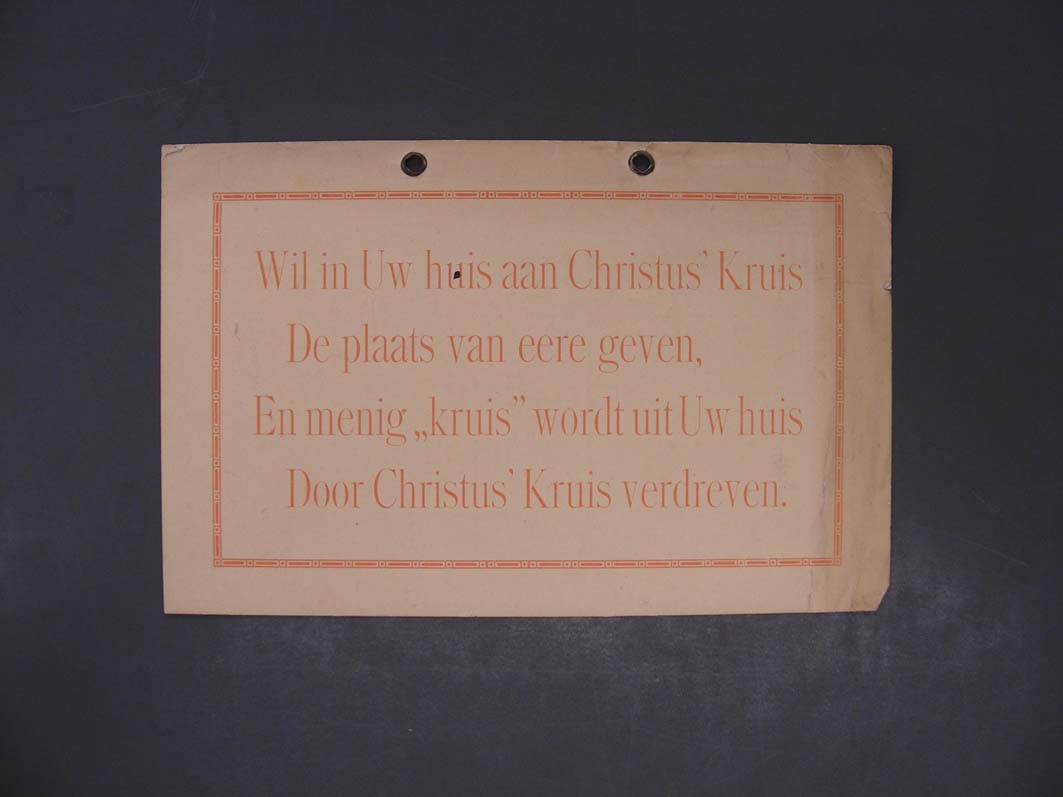 Wil in Uw huis aan Christus’ Kruis
De plaats van eere geven,
En menig „kruis” wordt uit Uw huis
Door Christus’ Kruis verdreven.